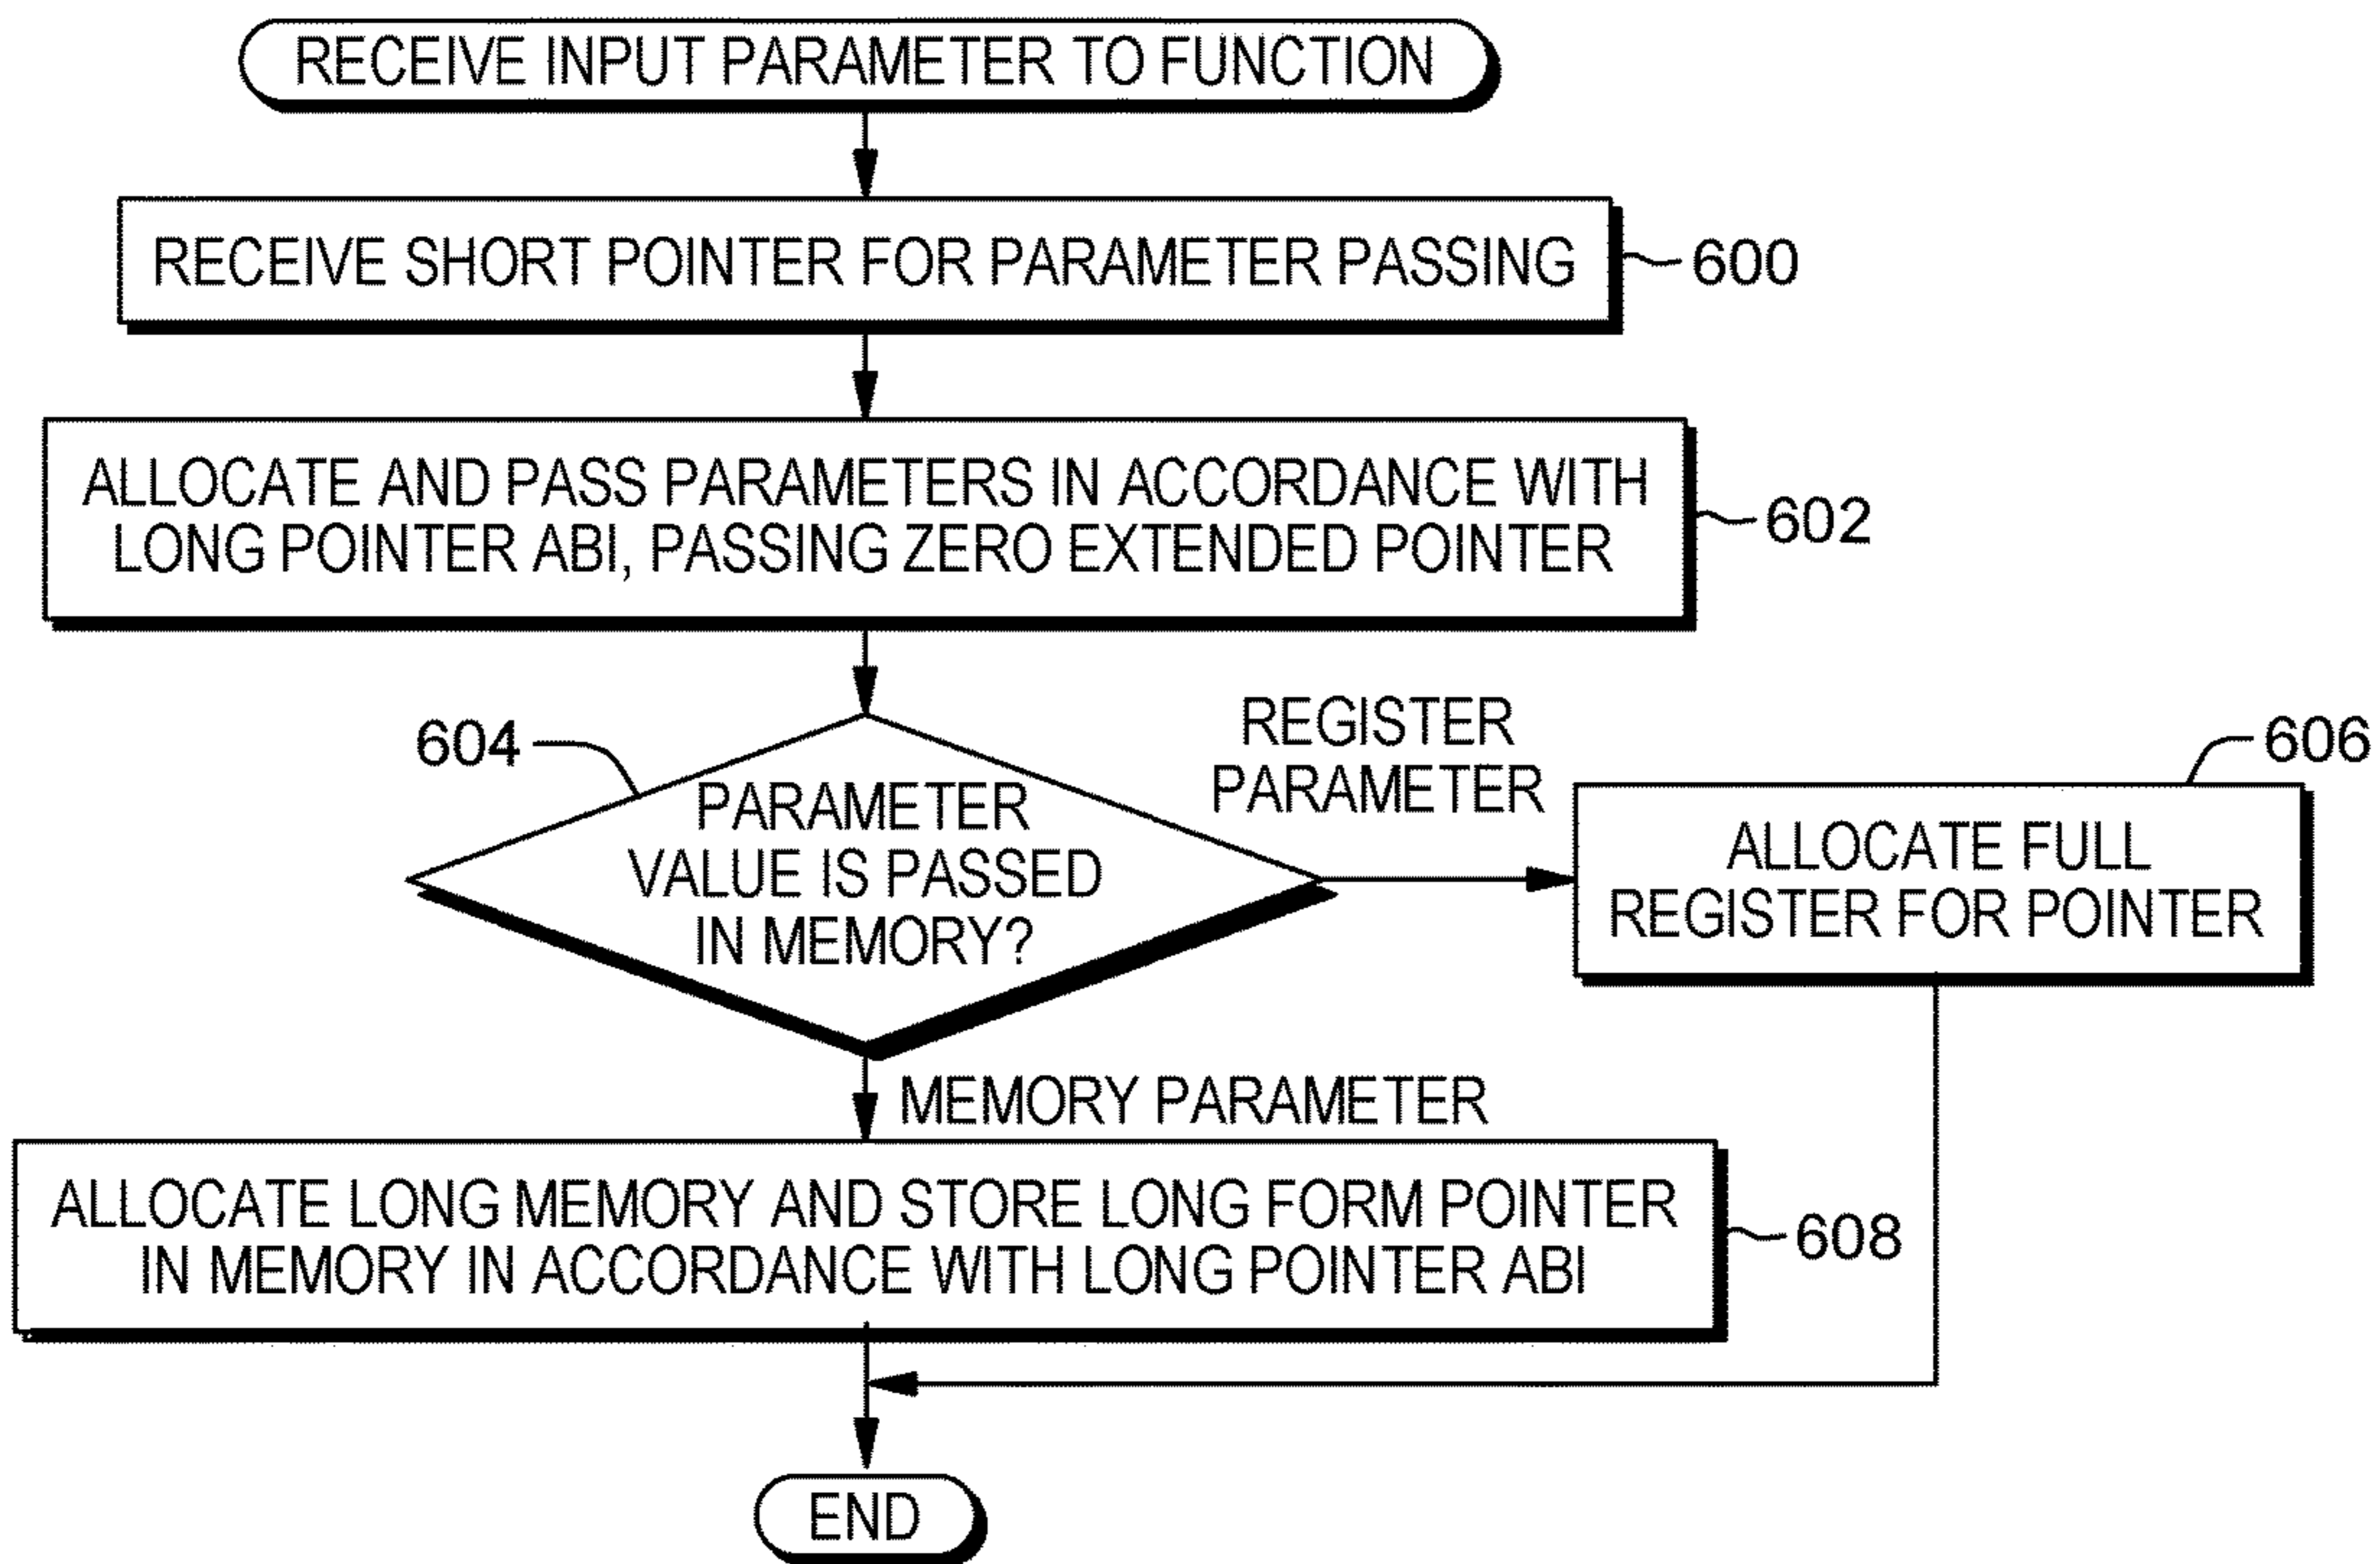 RECEIVE INPUT PARAMETER TO FUNCTION
RECEIVE SHORT POINTER FOR PARAMETER PASSING
600
ALLOCATE AND PASS PARAMETERS IN ACCORDANCE WITH
LONG POINTER ABI, PASSING ZERO EXTENDED POINTER
602
604
PARAMETER
VALUE IS PASSED
IN MEMORY?
REGISTER
PARAMETER
606
ALLOCATE FULL
REGISTER FOR POINTER
MEMORY PARAMETER
ALLOCATE LONG MEMORY AND STORE LONG FORM POINTER
IN MEMORY IN ACCORDANCE WITH LONG POINTER ABI
608
END